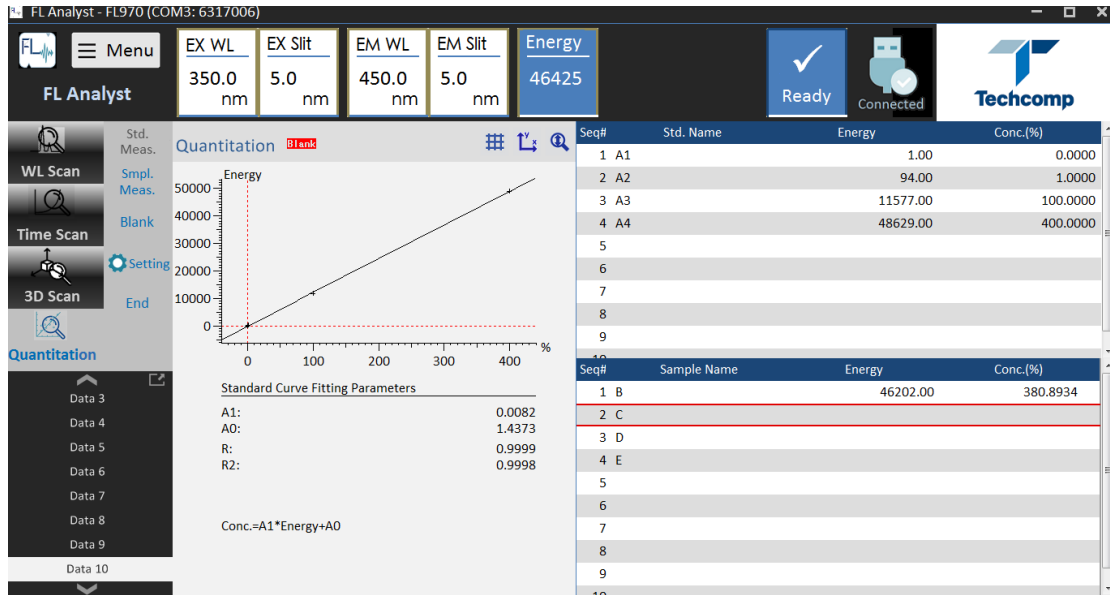 FL Analyst - FL970 (COM3: 6317006)
FL
Menu
FL Analyst
EX WL
350.0
nm
EX Slit
5.0
nm
EM WL
450.0
nm
EM Slit
5.0
nm
Energy
46425
Ready
Connected
Techcomp
WL Scan
Time Scan
3D Scan
Quantitation
Std.
Meas.
Smpl.
Meas.
Blank
Setting
End
Data 3
Data 4
Data 5
Data 6
Data 7
Data 8
Data 9
Data 10
Quantitation Blank
Y
x
Energy
50000
40000
30000
20000
10000
0
0 100 200 300 400 %
Standard Curve Fitting Parameters
A1: 0.0082
A0: 1.4373
R: 0.9999
R2: 0.9998
Conc.=A1*Energy+A0
Seq# Std. Name Energy Conc.(%)
1 A1 1.00 0.0000
2 A2 94.00 1.0000
3 A3 11577.00 100.0000
4 A4 48629.00 400.0000
5
6
7
8
9
Seq# Sample Name Energy Conc.(%)
1 B 46202.00 380.8934
2 C
3 D
4 E
5
6
7
8
9